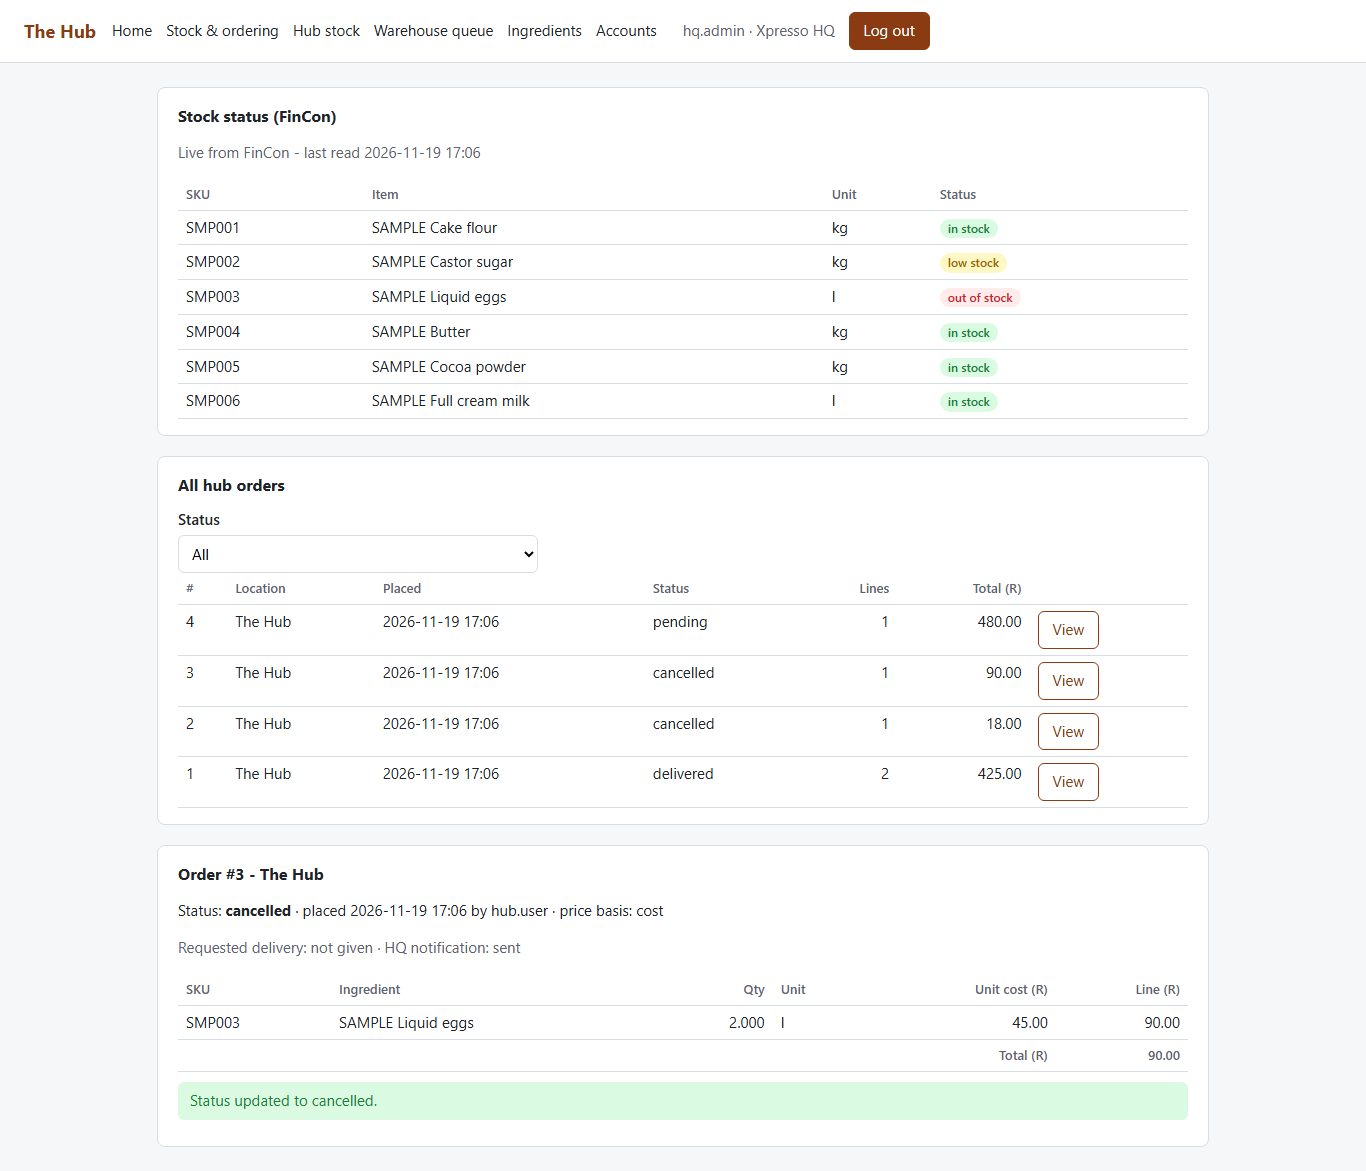 The Hub Home Stock & ordering Hub stock Warehouse queue Ingredients Accounts hq.admin · Xpresso HQ Log out
Stock status (FinCon)
Live from FinCon - last read 2026-11-19 17:06
SKU Item Unit Status
SMP001 SAMPLE Cake flour kg in stock
SMP002 SAMPLE Castor sugar kg low stock
SMP003 SAMPLE Liquid eggs l out of stock
SMP004 SAMPLE Butter kg in stock
SMP005 SAMPLE Cocoa powder kg in stock
SMP006 SAMPLE Full cream milk l in stock
All hub orders
Status
All
# Location Placed Status Lines Total (R)
4 The Hub 2026-11-19 17:06 pending 1 480.00 View
3 The Hub 2026-11-19 17:06 cancelled 1 90.00 View
2 The Hub 2026-11-19 17:06 cancelled 1 18.00 View
1 The Hub 2026-11-19 17:06 delivered 2 425.00 View
Order #3 - The Hub
Status: cancelled · placed 2026-11-19 17:06 by hub.user · price basis: cost
Requested delivery: not given · HQ notification: sent
SKU Ingredient Qty Unit Unit cost (R) Line (R)
SMP003 SAMPLE Liquid eggs 2.000 l 45.00 90.00
Total (R) 90.00
Status updated to cancelled.